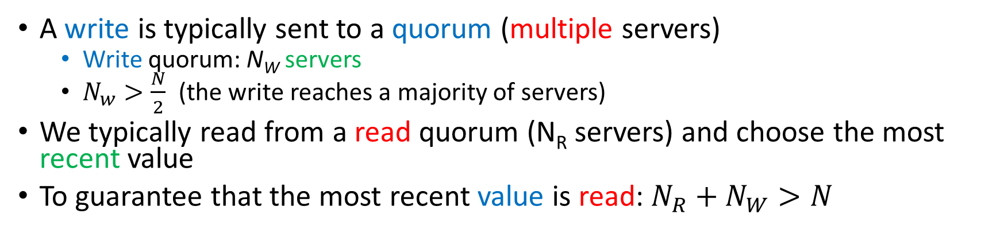 • A write is typically sent to a quorum (multiple servers)
• Write quorum: N_W servers
• N_w > N/2 (the write reaches a majority of servers)
• We typically read from a read quorum (N_R servers) and choose the most
recent value
• To guarantee that the most recent value is read: N_R + N_W > N